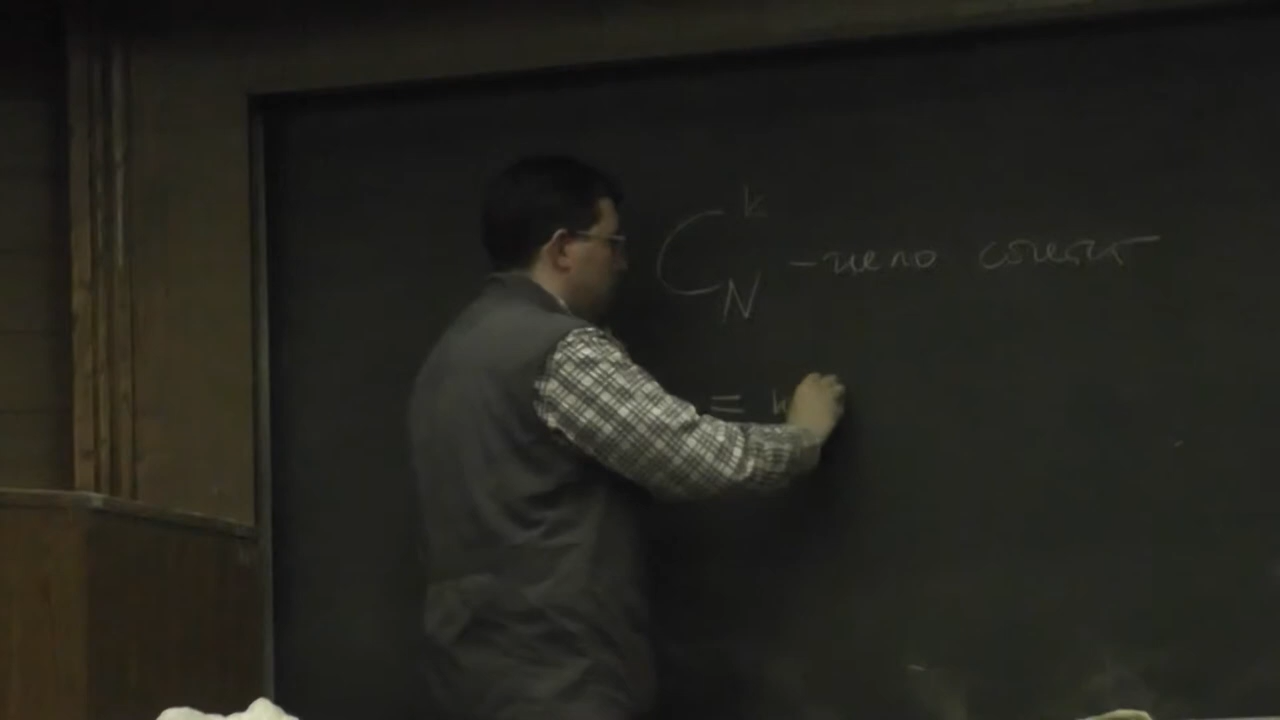 C_N^k - число сочет
=